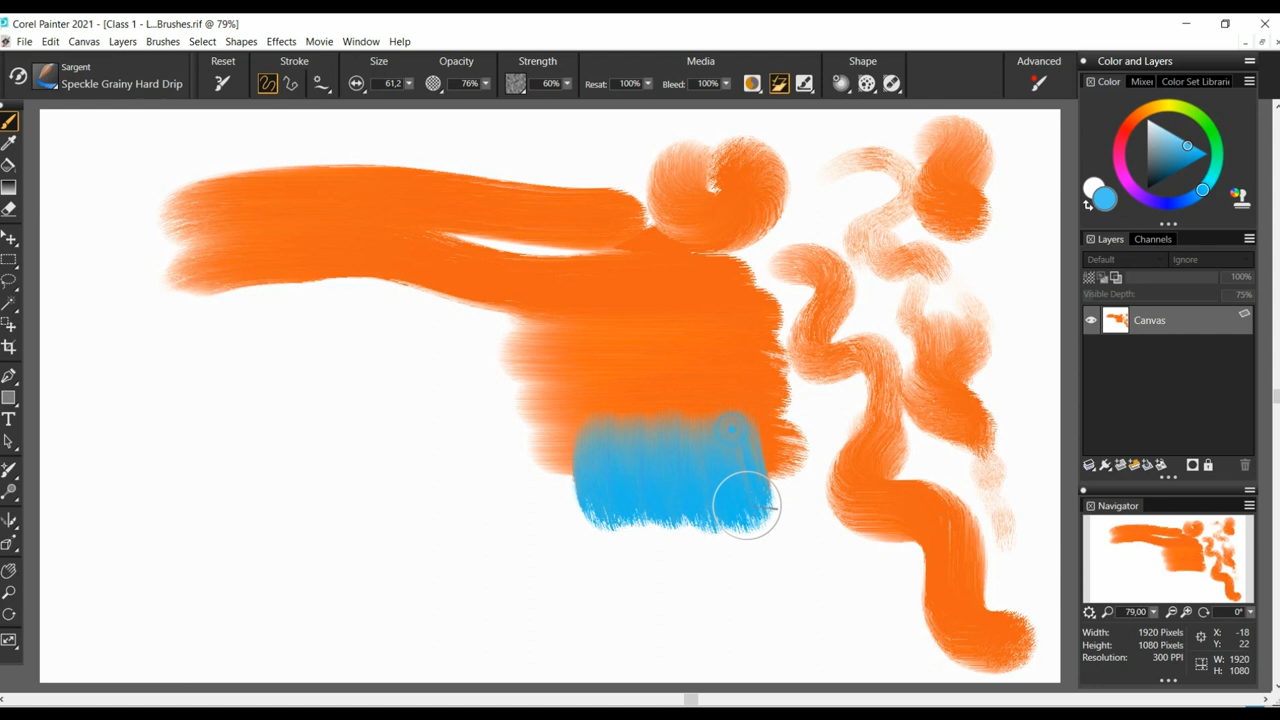 Corel Painter 2021 - [Class 1 - L...Brushes.rif @ 79%]
File Edit Canvas Layers Brushes Select Shapes Effects Movie Window Help
Sargent
Speckle Grainy Hard Drip
Reset Stroke Size Opacity Strength Media Shape Advanced
61,2 76% 60% Resat: 100% Bleed: 100%
Color and Layers
Color Mixer Color Set Librarie
Layers Channels
Default Ignore
100%
Visible Depth: 75%
Canvas
Navigator
79,00 0°
Width: 1920 Pixels X: -18
Height: 1080 Pixels Y: 22
Resolution: 300 PPI W: 1920
H: 1080